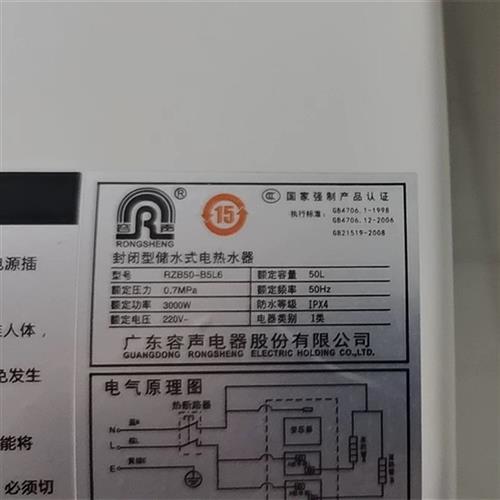 容声
®
RONGSHENG
15
CCC 国家强制产品认证
执行标准: GB4706.1-1998
GB4706.12-2006
GB21519-2008
封闭型储水式电热水器
型号 RZB50-B5L6 额定容量 50L
额定压力 0.7MPa 额定频率 50Hz
额定功率 3000W 防水等级 IPX4
额定电压 220V~ 电器类别 I类
广东容声电器股份有限公司
GUANGDONG RONGSHENG ELECTRIC HOLDING CO.,LTD.
电气原理图
热断路器
N
L
E
电源插
人体，
免发生
能将
必须切